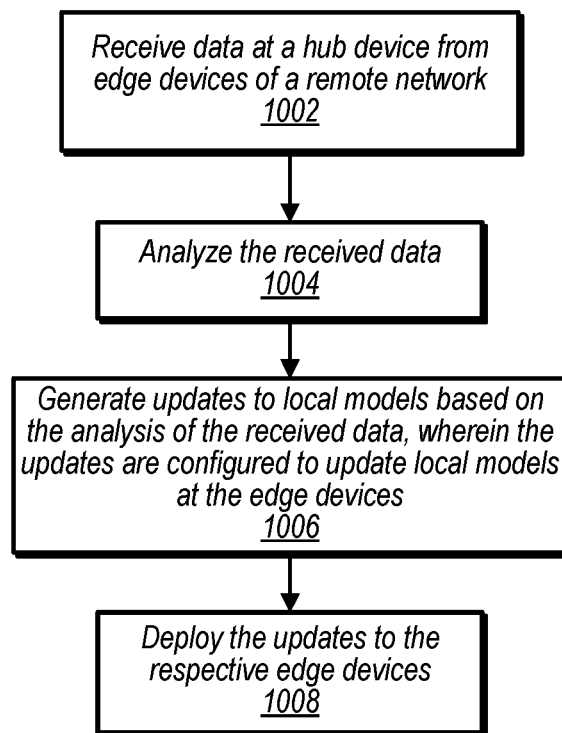 Receive data at a hub device from
edge devices of a remote network
1002
Analyze the received data
1004
Generate updates to local models based on
the analysis of the received data, wherein the
updates are configured to update local models
at the edge devices
1006
Deploy the updates to the
respective edge devices
1008